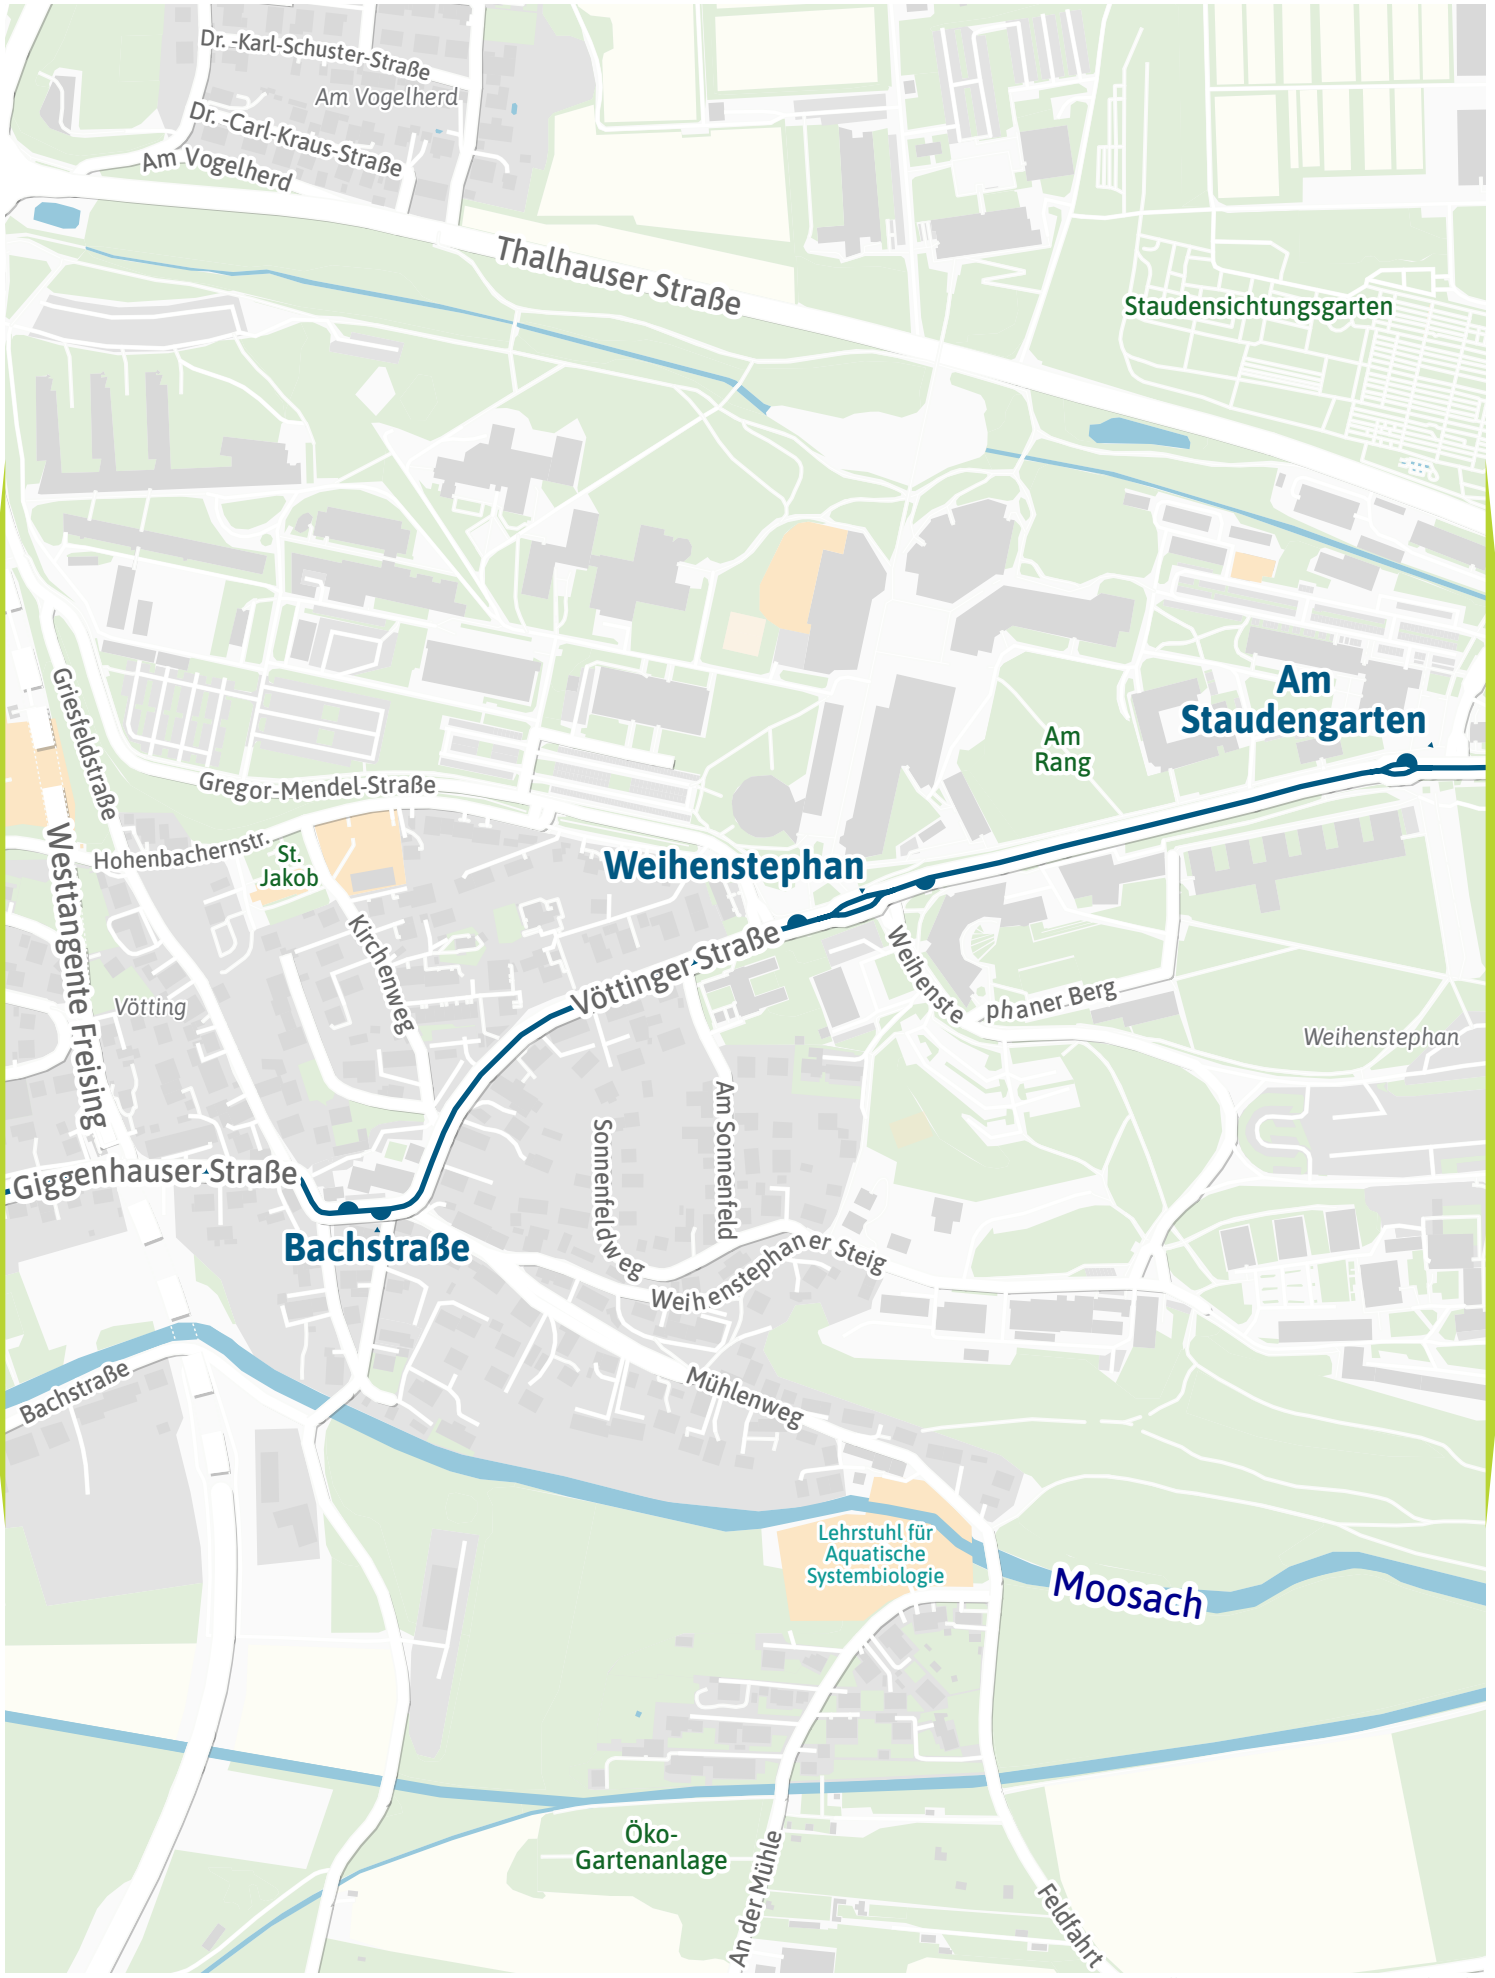 Dr. -Karl-Schuster-Straße
Am Vogelherd
Dr. -Carl-Kraus-Straße
Am Vogelherd
Thalhauser Straße
Staudensichtungsgarten
Griesfeldstraße
Am
Staudengarten
Am
Rang
Gregor-Mendel-Straße
Hohenbachernstr.
St.
Jakob
Weihenstephan
Westtangente Freising
Kirchenweg
Vöttinger Straße
Weihenste
phaner Berg
Vötting
Weihenstephan
Am Sonnenfeld
Sonnenfeldweg
Giggenhauser Straße
Bachstraße
Weihenstephaner Steig
Bachstraße
Mühlenweg
Lehrstuhl für
Aquatische
Systembiologie
Moosach
Öko-
Gartenanlage
An der Mühle
Feldfahrt